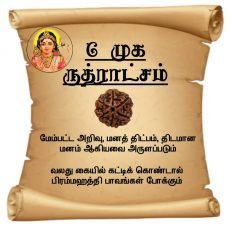 6 முக
ருத்ராட்சம்
மேம்பட்ட அறிவு, மனத் திட்பம், திடமான
மனம் ஆகியவை அருளப்படும்
வலது கையில் கட்டிக் கொண்டால்
பிரம்மஹத்தி பாவங்கள் போக்கும்